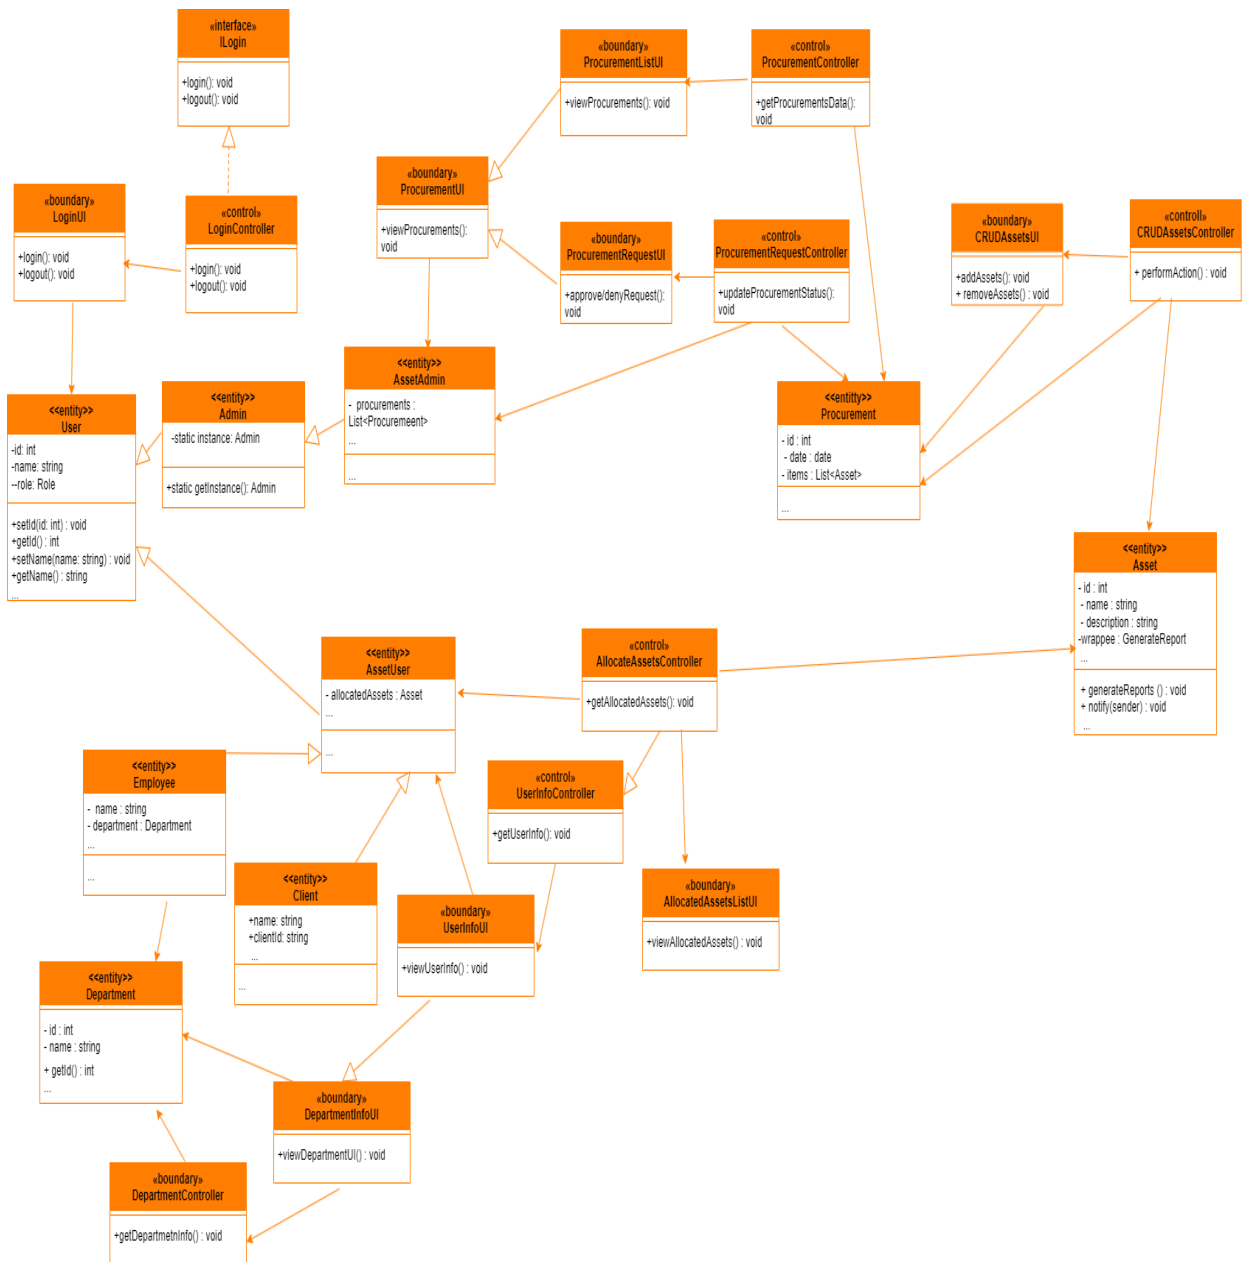 «interface»
ILogin
+login(): void
+logout(): void
«boundary»
ProcurementListUI
+viewProcurements(): void
«control»
ProcurementController
+getProcurementsData():
void
«boundary»
ProcurementUI
+viewProcurements():
void
«boundary»
LoginUI
+login(): void
+logout(): void
«control»
LoginController
+login(): void
+logout(): void
«boundary»
ProcurementRequestUI
+approve/denyRequest():
void
«control»
ProcurementRequestController
+updateProcurementStatus():
void
«boundary»
CRUDAssetsUI
+addAssets(): void
+ removeAssets() : void
«controll»
CRUDAssetsController
+ performAction() : void
<<entity>>
User
-id: int
-name: string
--role: Role
+setId(id: int) : void
+getId() : int
+setName(name: string) : void
+getName() : string
...
<<entity>>
Admin
-static instance: Admin
+static getInstance(): Admin
<<entity>>
AssetAdmin
- procurements :
List<Procuremeent>
...
...
<<entitty>>
Procurement
- id : int
- date : date
- items : List<Asset>
...
<<entity>>
Asset
- id : int
- name : string
- description : string
-wrappee : GenerateReport
...
+ generateReports () : void
+ notify(sender) : void
...
<<entity>>
AssetUser
- allocatedAssets : Asset
...
...
«control»
AllocateAssetsController
+getAllocatedAssets(): void
<<entity>>
Employee
- name : string
- department : Department
...
...
«control»
UserInfoController
+getUserInfo(): void
<<entity>>
Client
+name: string
+clientId: string
...
...
«boundary»
UserInfoUI
+viewUserInfo() : void
«boundary»
AllocatedAssetsListUI
+viewAllocatedAssets() : void
<<entity>>
Department
- id : int
- name : string
+ getId() : int
...
«boundary»
DepartmentInfoUI
+viewDepartmentUI() : void
«boundary»
DepartmentController
+getDepartmetnInfo() : void